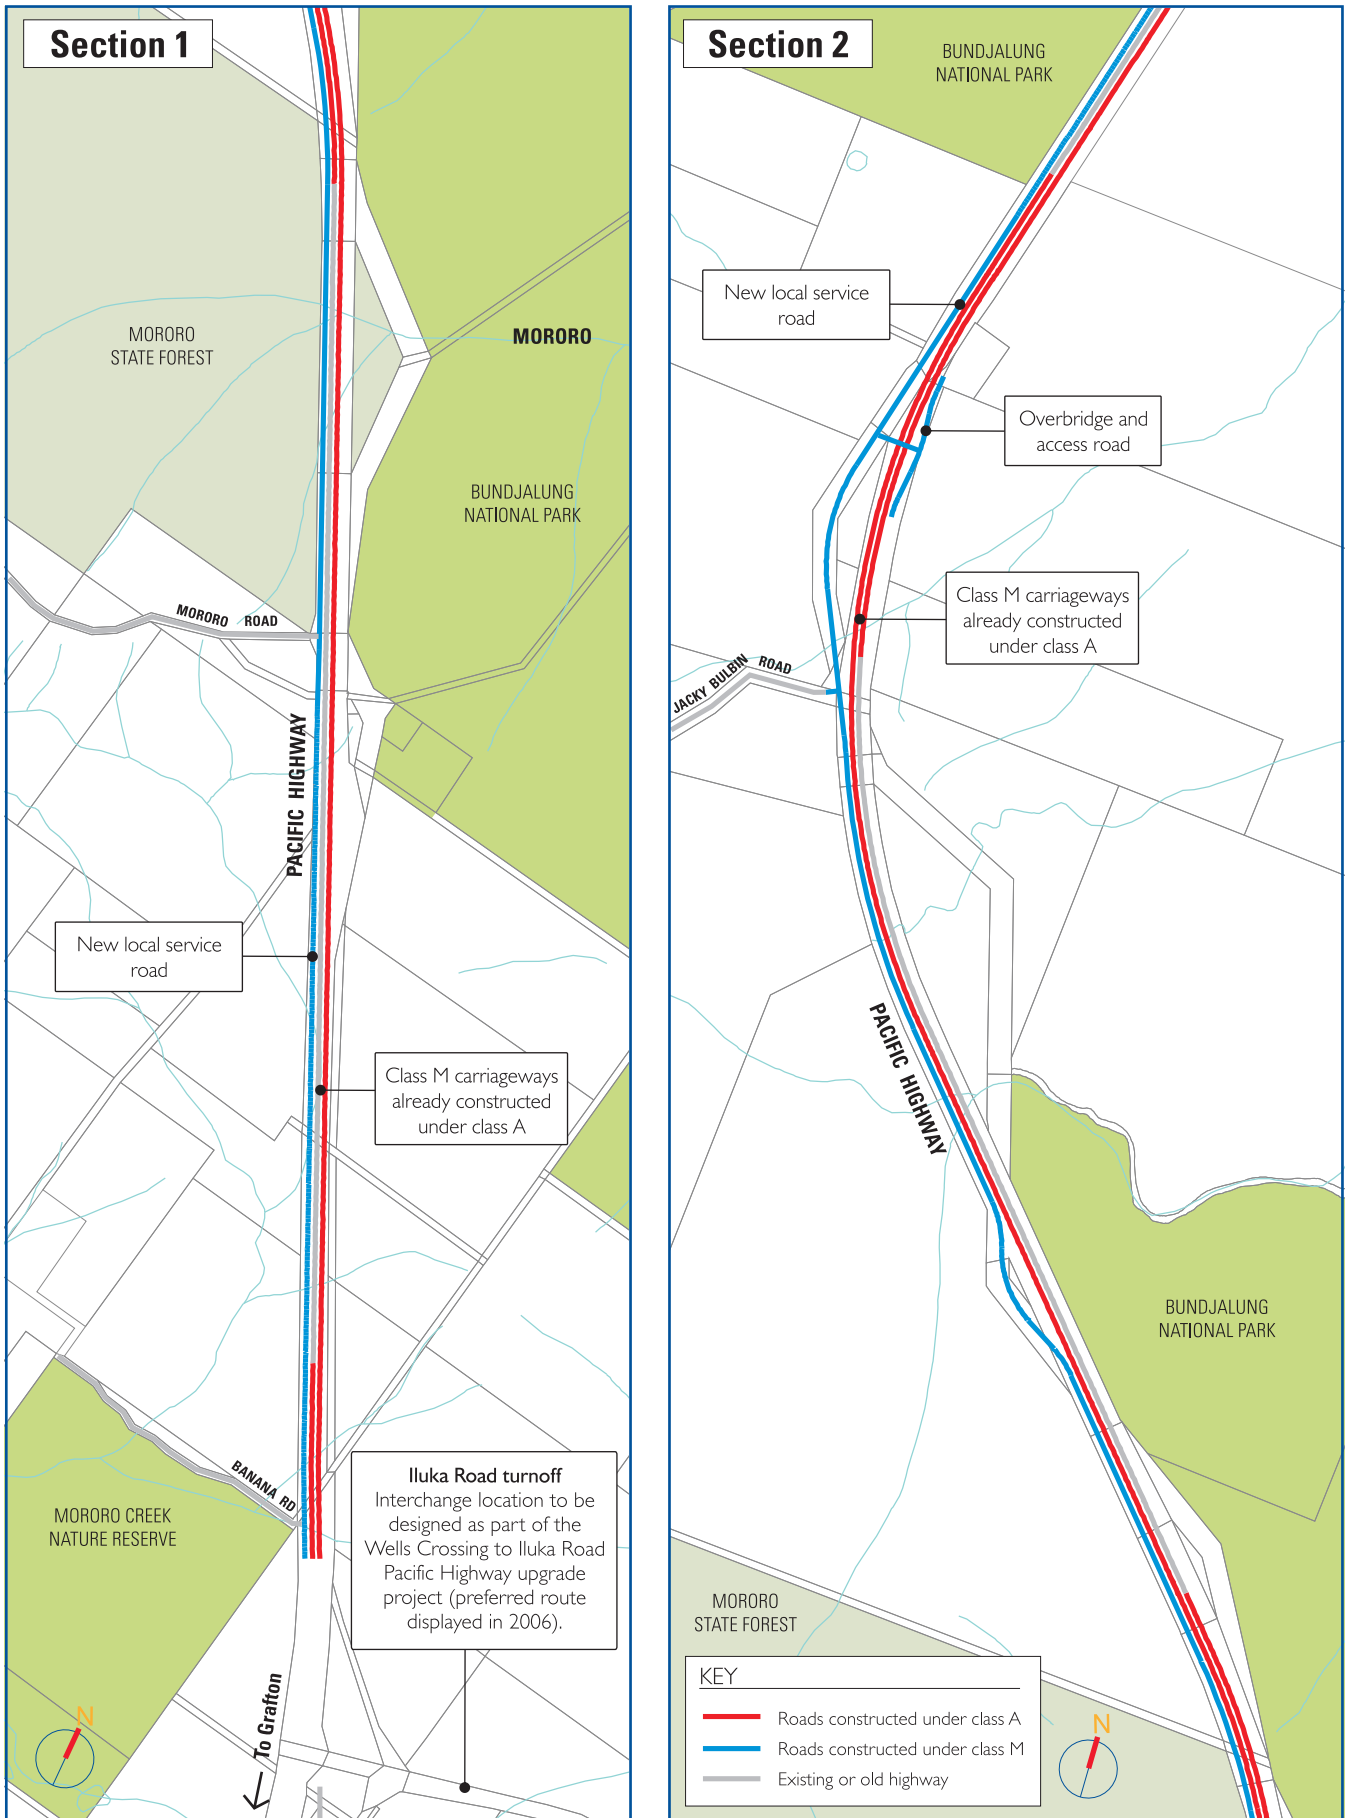 Section 1
MORORO
STATE FOREST
MORORO
BUNDJALUNG
NATIONAL PARK
MORORO ROAD
PACIFIC HIGHWAY
New local service
road
Class M carriageways
already constructed
under class A
BANANA RD
MORORO CREEK
NATURE RESERVE
Iluka Road turnoff
Interchange location to be
designed as part of the
Wells Crossing to Iluka Road
Pacific Highway upgrade
project (preferred route
displayed in 2006).
To Grafton
N
Section 2
BUNDJALUNG
NATIONAL PARK
New local service
road
Overbridge and
access road
Class M carriageways
already constructed
under class A
JACKY BULBIN ROAD
PACIFIC HIGHWAY
BUNDJALUNG
NATIONAL PARK
MORORO
STATE FOREST
KEY
Roads constructed under class A
Roads constructed under class M
Existing or old highway
N